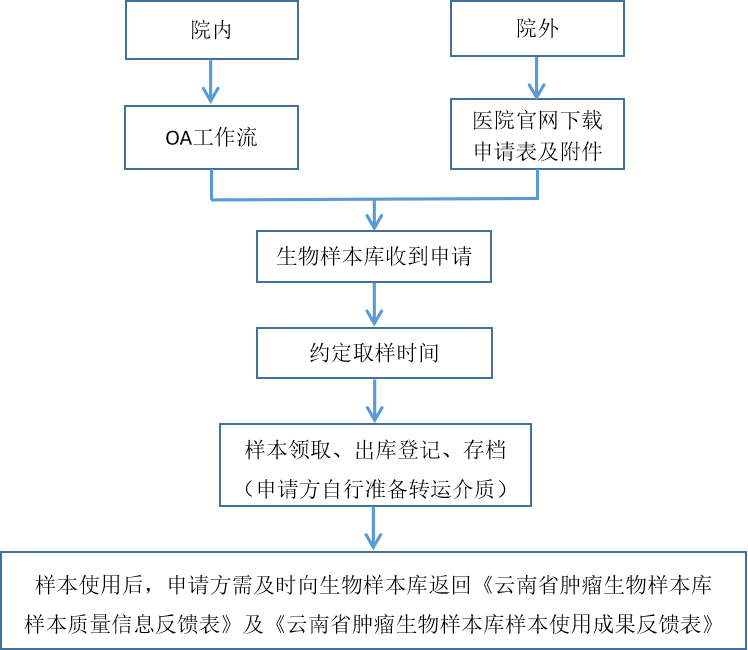 院内
院外
OA工作流
医院官网下载
申请表及附件
生物样本库收到申请
约定取样时间
样本领取、出库登记、存档
（申请方自行准备转运介质）
样本使用后，申请方需及时向生物样本库返回《云南省肿瘤生物样本库
样本质量信息反馈表》及《云南省肿瘤生物样本库样本使用成果反馈表》